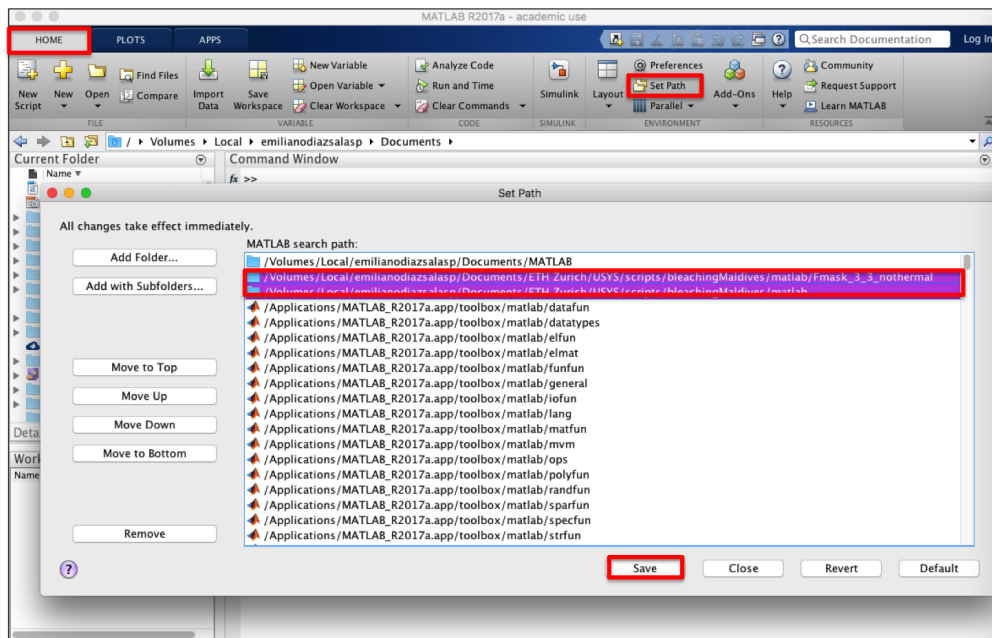 MATLAB R2017a - academic use
HOME PLOTS APPS
Search Documentation Log In
New Script
New
Open
Find Files
Compare
Import Data
Save Workspace
New Variable
Open Variable
Clear Workspace
Analyze Code
Run and Time
Clear Commands
Simulink
Layout
Preferences
Set Path
Parallel
Add-Ons
Help
Community
Request Support
Learn MATLAB
FILE VARIABLE CODE SIMULINK ENVIRONMENT RESOURCES
/ Volumes Local emilianodiazsalasp Documents
Current Folder Command Window
Name
fx >>
Set Path
All changes take effect immediately.
MATLAB search path:
Add Folder...
Add with Subfolders...
Move to Top
Move Up
Move Down
Move to Bottom
Remove
/Volumes/Local/emilianodiazsalasp/Documents/MATLAB
/Volumes/Local/emilianodiazsalasp/Documents/ETH Zurich/USYS/scripts/bleachingMaldives/matlab/Fmask_3_3_nothermal
/Volumes/Local/emilianodiazsalasp/Documents/ETH Zurich/USYS/scripts/bleachingMaldives/matlab
/Applications/MATLAB_R2017a.app/toolbox/matlab/datafun
/Applications/MATLAB_R2017a.app/toolbox/matlab/datatypes
/Applications/MATLAB_R2017a.app/toolbox/matlab/elfun
/Applications/MATLAB_R2017a.app/toolbox/matlab/elmat
/Applications/MATLAB_R2017a.app/toolbox/matlab/funfun
/Applications/MATLAB_R2017a.app/toolbox/matlab/general
/Applications/MATLAB_R2017a.app/toolbox/matlab/iofun
/Applications/MATLAB_R2017a.app/toolbox/matlab/lang
/Applications/MATLAB_R2017a.app/toolbox/matlab/matfun
/Applications/MATLAB_R2017a.app/toolbox/matlab/mvm
/Applications/MATLAB_R2017a.app/toolbox/matlab/ops
/Applications/MATLAB_R2017a.app/toolbox/matlab/polyfun
/Applications/MATLAB_R2017a.app/toolbox/matlab/randfun
/Applications/MATLAB_R2017a.app/toolbox/matlab/sparfun
/Applications/MATLAB_R2017a.app/toolbox/matlab/specfun
/Applications/MATLAB_R2017a.app/toolbox/matlab/strfun
Deta
Work
Name
? Save Close Revert Default